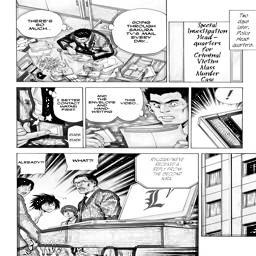 Two
days
later,
Police
Head
quarters.
Special
Investigation
Head-
quarters
for
Criminal
Victim
Mass
Murder
Case
GOING
THROUGH
SAKURA
TV'S MAIL
EVERY
DAY...
THERE'S
SO
MUCH...
THIS VIDEO...
AND
THE
ENVELOPE
AND
HAND-
WRITING
I BETTER
CONTACT
WATARI
FIRST
RYUZAKI, WE'VE
RECEIVED A
REPLY FROM
THE SECOND
KIRA.
L
WHAT?!
ALREADY?!